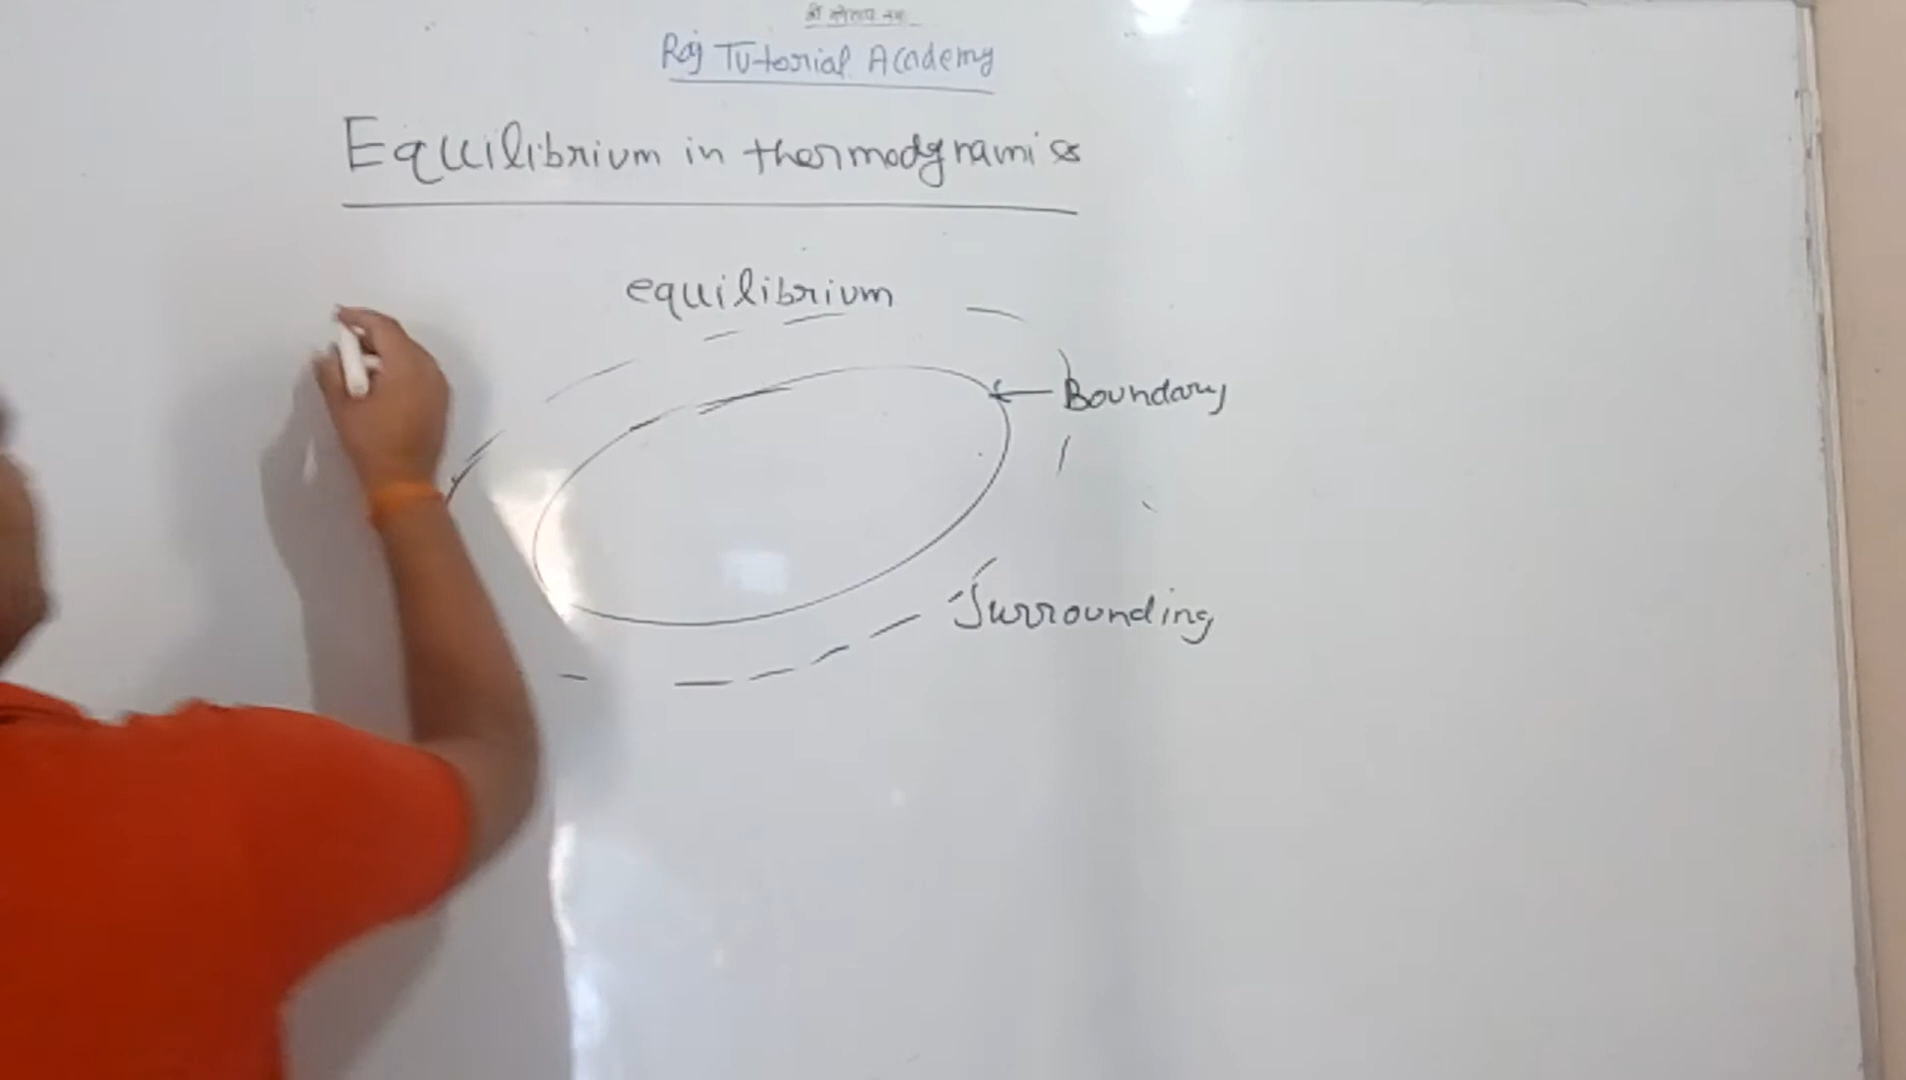 Raj Tutorial Academy
Equilibrium in thermodynamics
equilibrium
Boundary
Surrounding